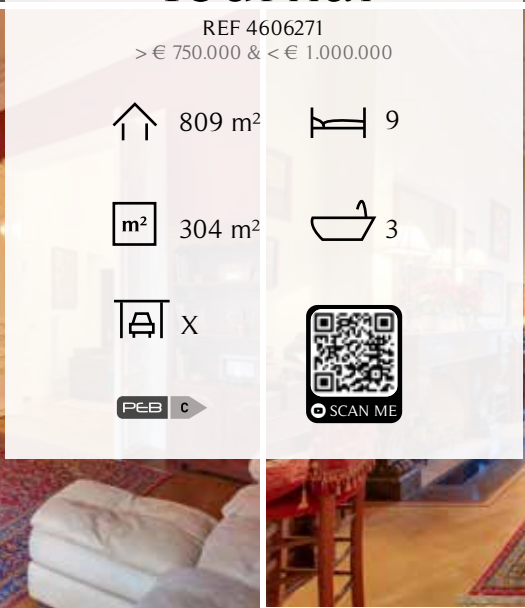 REF 4606271
> € 750.000 & < € 1.000.000
809 m²
9
m²
304 m²
3
X
PEB C
SCAN ME